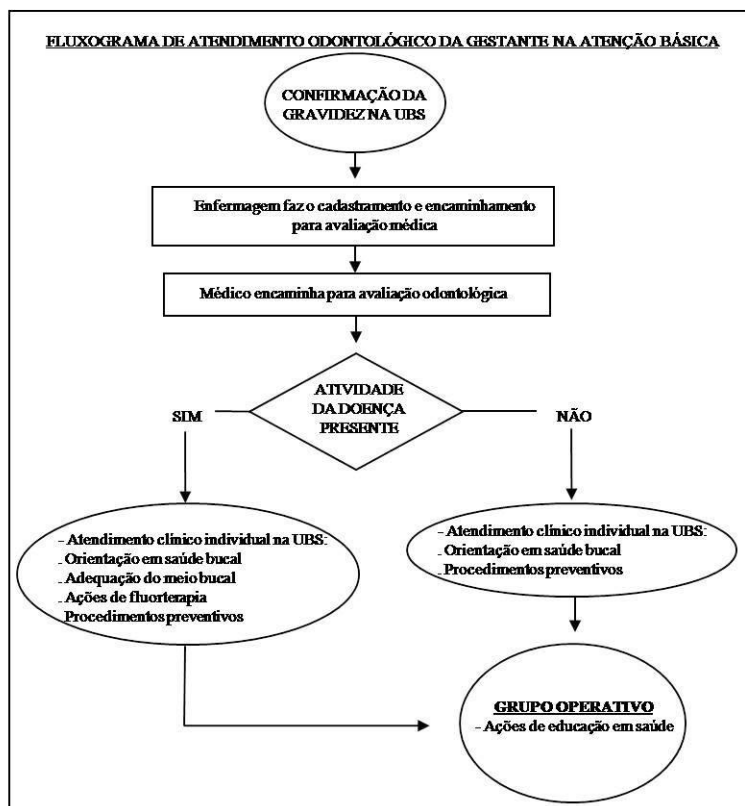 FLUXOGRAMA DE ATENDIMENTO ODONTOLÓGICO DA GESTANTE NA ATENÇÃO BÁSICA
CONFIRMAÇÃO DA
GRAVIDEZ NA UBS
Enfermagem faz o cadastramento e encaminhamento
para avaliação médica
Médico encaminha para avaliação odontológica
ATIVIDADE
DA DOENÇA
PRESENTE
SIM
NÃO
- Atendimento clínico individual na UBS:
- Orientação em saúde bucal
- Adequação do meio bucal
- Ações de fluorterapia
Procedimentos preventivos
- Atendimento clínico individual na UBS:
- Orientação em saúde bucal
- Procedimentos preventivos
GRUPO OPERATIVO
- Ações de educação em saúde